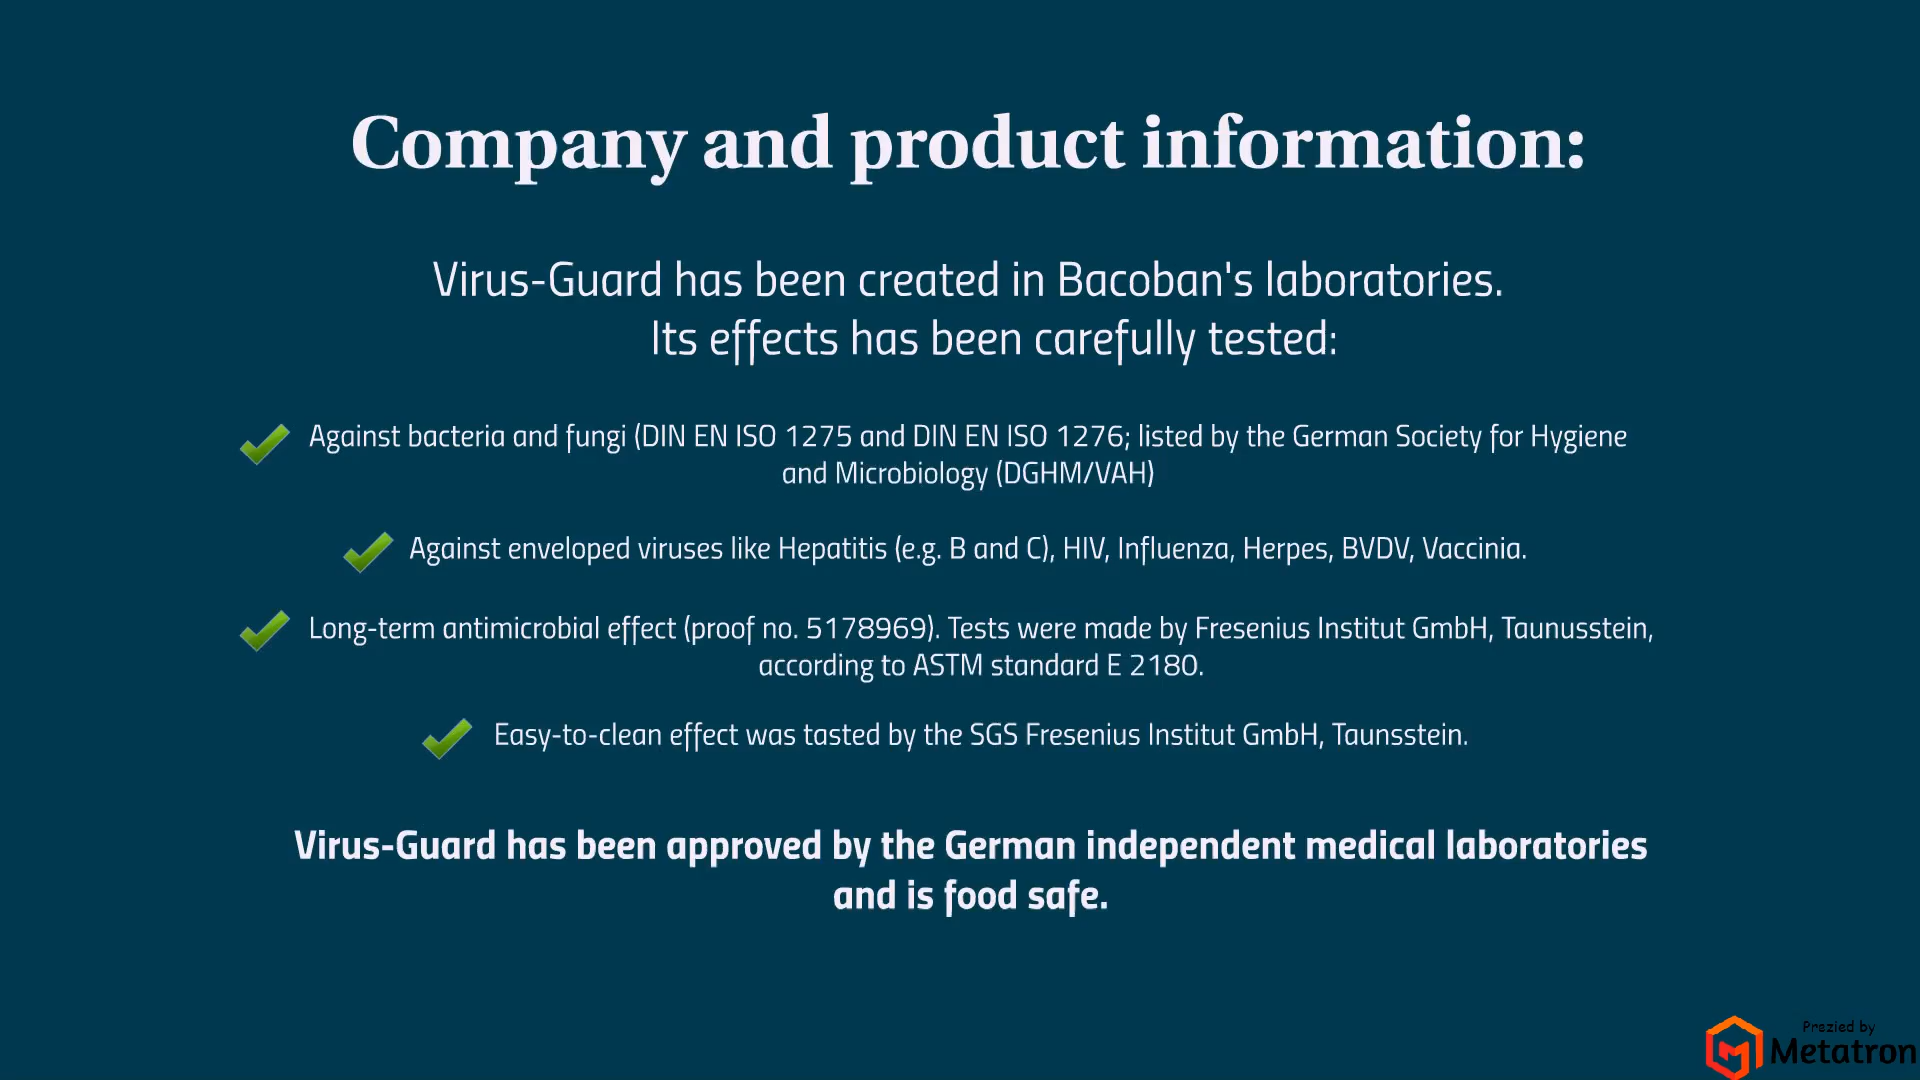 Company and product information:
Virus-Guard has been created in Bacoban's laboratories.
Its effects has been carefully tested:
Against bacteria and fungi (DIN EN ISO 1275 and DIN EN ISO 1276; listed by the German Society for Hygiene
and Microbiology (DGHM/VAH)
Against enveloped viruses like Hepatitis (e.g. B and C), HIV, Influenza, Herpes, BVDV, Vaccinia.
Long-term antimicrobial effect (proof no. 5178969). Tests were made by Fresenius Institut GmbH, Taunusstein,
according to ASTM standard E 2180.
Easy-to-clean effect was tasted by the SGS Fresenius Institut GmbH, Taunsstein.
Virus-Guard has been approved by the German independent medical laboratories
and is food safe.
Prezied by
Metatron